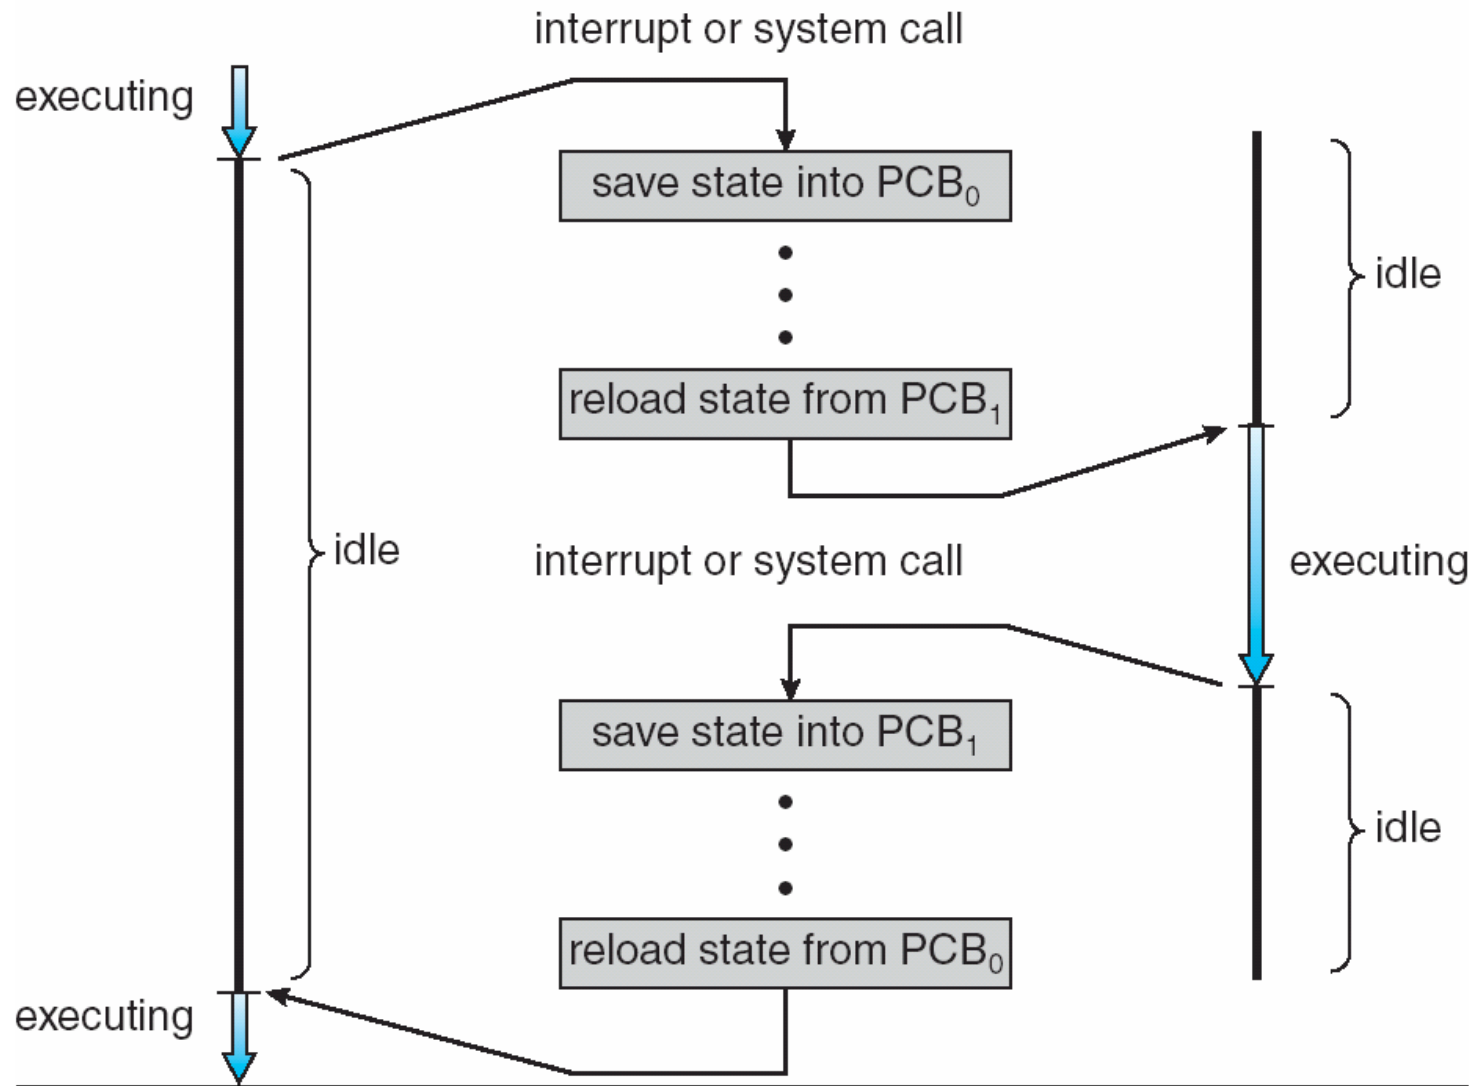 interrupt or system call
executing
save state into PCB₀
idle
reload state from PCB₁
idle
interrupt or system call
executing
save state into PCB₁
idle
reload state from PCB₀
executing